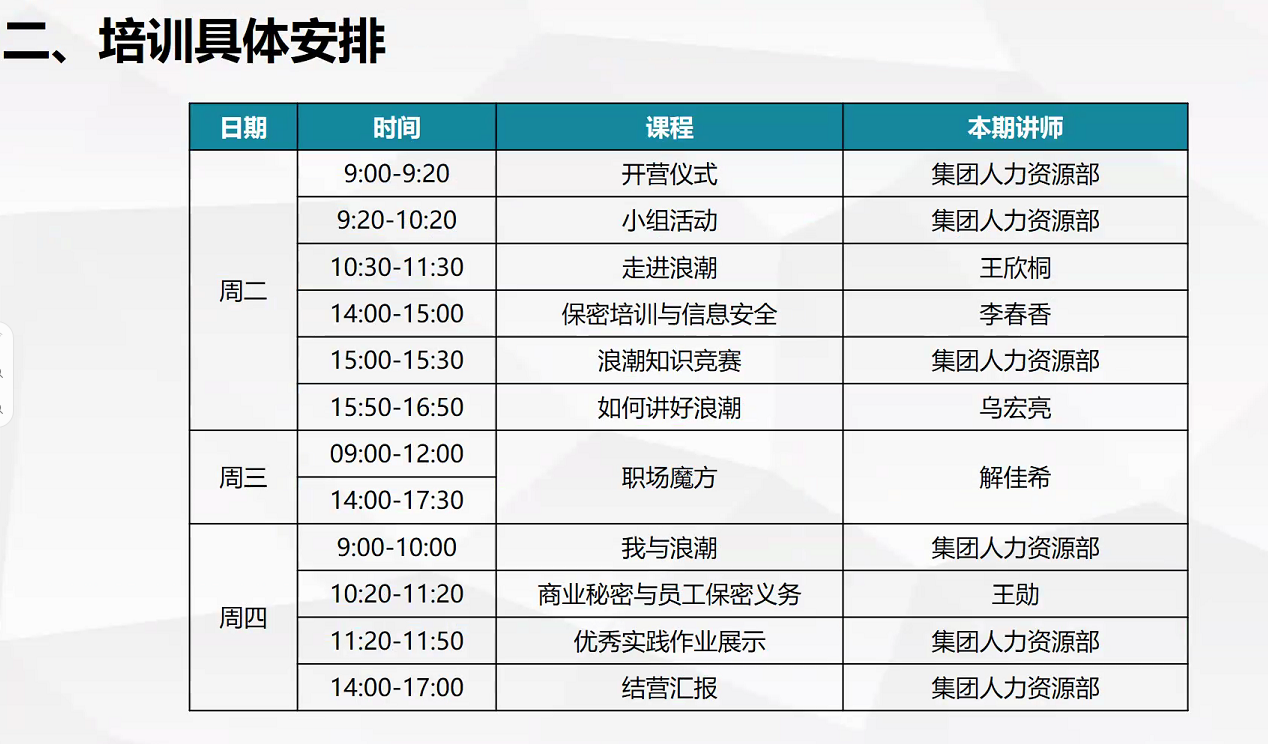 二、培训具体安排
日期 时间 课程 本期讲师
周二
9:00-9:20 开营仪式 集团人力资源部
9:20-10:20 小组活动 集团人力资源部
10:30-11:30 走进浪潮 王欣桐
14:00-15:00 保密培训与信息安全 李春香
15:00-15:30 浪潮知识竞赛 集团人力资源部
15:50-16:50 如何讲好浪潮 乌宏亮
周三
09:00-12:00 职场魔方 解佳希
14:00-17:30
周四
9:00-10:00 我与浪潮 集团人力资源部
10:20-11:20 商业秘密与员工保密义务 王勋
11:20-11:50 优秀实践作业展示 集团人力资源部
14:00-17:00 结营汇报 集团人力资源部